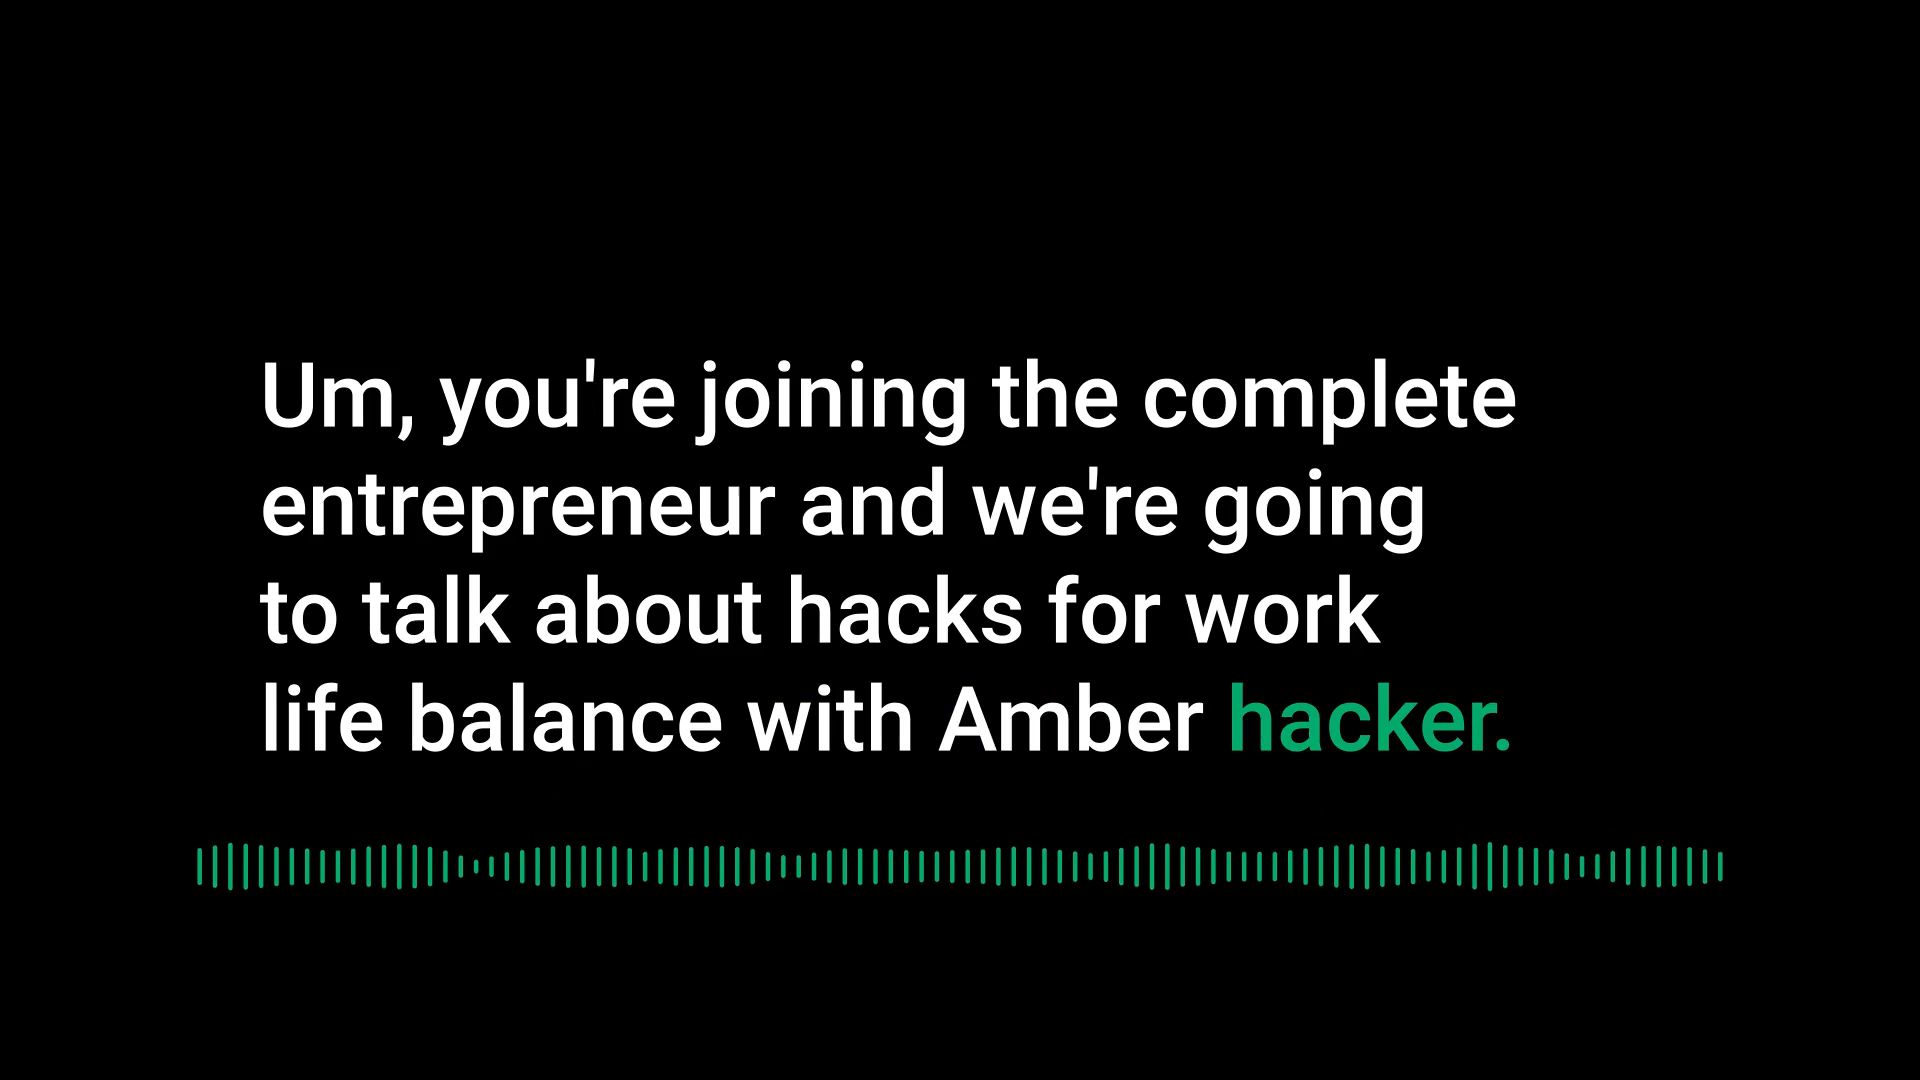 Um, you're joining the complete
entrepreneur and we're going
to talk about hacks for work
life balance with Amber hacker.